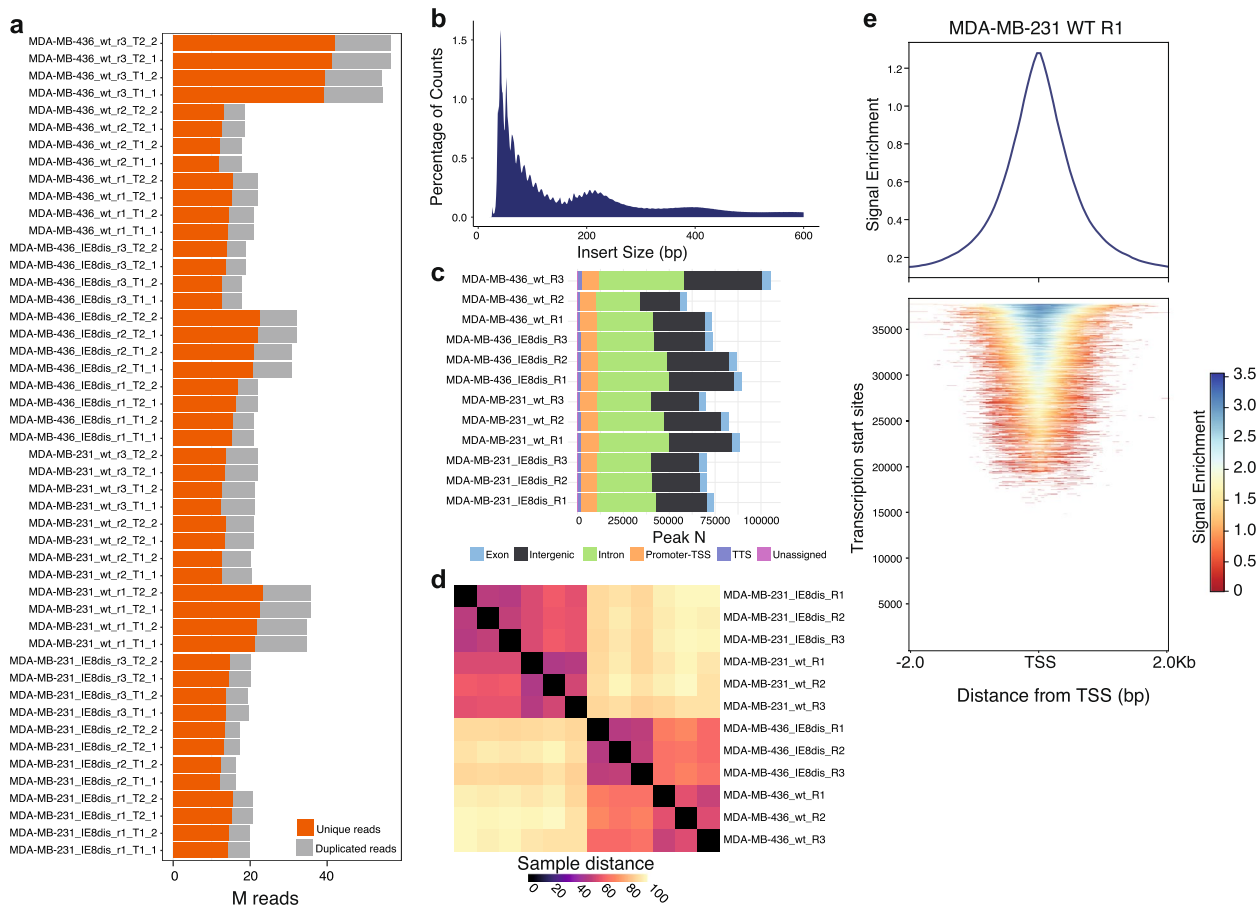 a
MDA-MB-436_wt_r3_T2_2
MDA-MB-436_wt_r3_T2_1
MDA-MB-436_wt_r3_T1_2
MDA-MB-436_wt_r3_T1_1
MDA-MB-436_wt_r2_T2_2
MDA-MB-436_wt_r2_T2_1
MDA-MB-436_wt_r2_T1_2
MDA-MB-436_wt_r2_T1_1
MDA-MB-436_wt_r1_T2_2
MDA-MB-436_wt_r1_T2_1
MDA-MB-436_wt_r1_T1_2
MDA-MB-436_wt_r1_T1_1
MDA-MB-436_IE8dis_r3_T2_2
MDA-MB-436_IE8dis_r3_T2_1
MDA-MB-436_IE8dis_r3_T1_2
MDA-MB-436_IE8dis_r3_T1_1
MDA-MB-436_IE8dis_r2_T2_2
MDA-MB-436_IE8dis_r2_T2_1
MDA-MB-436_IE8dis_r2_T1_2
MDA-MB-436_IE8dis_r2_T1_1
MDA-MB-436_IE8dis_r1_T2_2
MDA-MB-436_IE8dis_r1_T2_1
MDA-MB-436_IE8dis_r1_T1_2
MDA-MB-436_IE8dis_r1_T1_1
MDA-MB-231_wt_r3_T2_2
MDA-MB-231_wt_r3_T2_1
MDA-MB-231_wt_r3_T1_2
MDA-MB-231_wt_r3_T1_1
MDA-MB-231_wt_r2_T2_2
MDA-MB-231_wt_r2_T2_1
MDA-MB-231_wt_r2_T1_2
MDA-MB-231_wt_r2_T1_1
MDA-MB-231_wt_r1_T2_2
MDA-MB-231_wt_r1_T2_1
MDA-MB-231_wt_r1_T1_2
MDA-MB-231_wt_r1_T1_1
MDA-MB-231_IE8dis_r3_T2_2
MDA-MB-231_IE8dis_r3_T2_1
MDA-MB-231_IE8dis_r3_T1_2
MDA-MB-231_IE8dis_r3_T1_1
MDA-MB-231_IE8dis_r2_T2_2
MDA-MB-231_IE8dis_r2_T2_1
MDA-MB-231_IE8dis_r2_T1_2
MDA-MB-231_IE8dis_r2_T1_1
MDA-MB-231_IE8dis_r1_T2_2
MDA-MB-231_IE8dis_r1_T2_1
MDA-MB-231_IE8dis_r1_T1_2
MDA-MB-231_IE8dis_r1_T1_1
Unique reads
Duplicated reads
0 20 40
M reads
b
Percentage of Counts
1.5
1.0
0.5
0.0
0 200 400 600
Insert Size (bp)
c
MDA-MB-436_wt_R3
MDA-MB-436_wt_R2
MDA-MB-436_wt_R1
MDA-MB-436_IE8dis_R3
MDA-MB-436_IE8dis_R2
MDA-MB-436_IE8dis_R1
MDA-MB-231_wt_R3
MDA-MB-231_wt_R2
MDA-MB-231_wt_R1
MDA-MB-231_IE8dis_R3
MDA-MB-231_IE8dis_R2
MDA-MB-231_IE8dis_R1
0 25000 50000 75000 100000
Peak N
Exon Intergenic Intron Promoter-TSS TTS Unassigned
d
MDA-MB-231_IE8dis_R1
MDA-MB-231_IE8dis_R2
MDA-MB-231_IE8dis_R3
MDA-MB-231_wt_R1
MDA-MB-231_wt_R2
MDA-MB-231_wt_R3
MDA-MB-436_IE8dis_R1
MDA-MB-436_IE8dis_R2
MDA-MB-436_IE8dis_R3
MDA-MB-436_wt_R1
MDA-MB-436_wt_R2
MDA-MB-436_wt_R3
Sample distance
0 20 40 60 80 100
e
MDA-MB-231 WT R1
Signal Enrichment
1.2
1.0
0.8
0.6
0.4
0.2
Transcription start sites
35000
30000
25000
20000
15000
10000
5000
-2.0 TSS 2.0Kb
Distance from TSS (bp)
Signal Enrichment
3.5
3.0
2.5
2.0
1.5
1.0
0.5
0